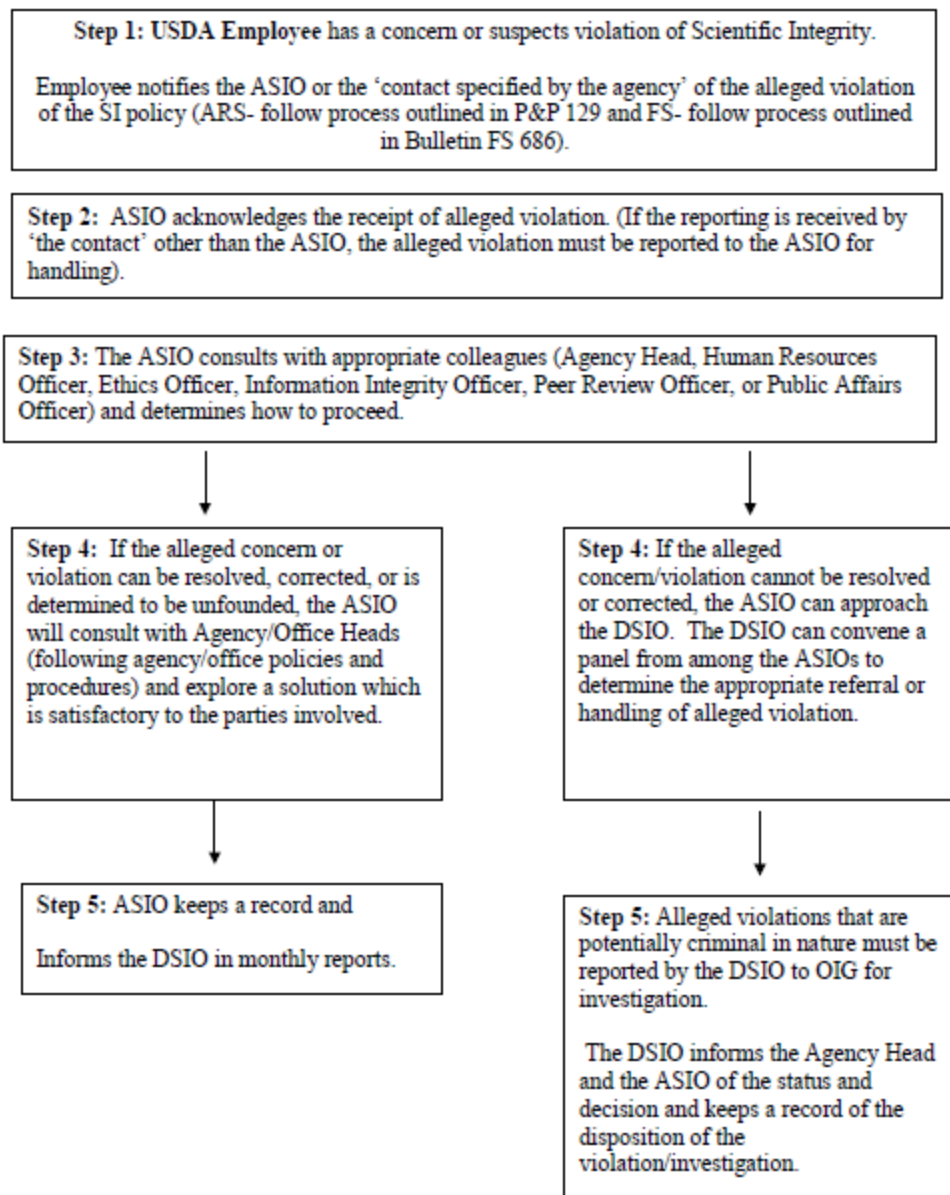 Step 1: USDA Employee has a concern or suspects violation of Scientific Integrity.
Employee notifies the ASIO or the ‘contact specified by the agency’ of the alleged violation
of the SI policy (ARS- follow process outlined in P&P 129 and FS- follow process outlined
in Bulletin FS 686).
Step 2:  ASIO acknowledges the receipt of alleged violation. (If the reporting is received by
‘the contact’ other than the ASIO, the alleged violation must be reported to the ASIO for
handling).
Step 3: The ASIO consults with appropriate colleagues (Agency Head, Human Resources
Officer, Ethics Officer, Information Integrity Officer, Peer Review Officer, or Public Affairs
Officer) and determines how to proceed.
Step 4:  If the alleged concern or
violation can be resolved, corrected, or is
determined to be unfounded, the ASIO
will consult with Agency/Office Heads
(following agency/office policies and
procedures) and explore a solution which
is satisfactory to the parties involved.
Step 4: If the alleged
concern/violation cannot be resolved
or corrected, the ASIO can approach
the DSIO.  The DSIO can convene a
panel from among the ASIOs to
determine the appropriate referral or
handling of alleged violation.
Step 5: ASIO keeps a record and
Informs the DSIO in monthly reports.
Step 5: Alleged violations that are
potentially criminal in nature must be
reported by the DSIO to OIG for
investigation.
The DSIO informs the Agency Head
and the ASIO of the status and
decision and keeps a record of the
disposition of the
violation/investigation.